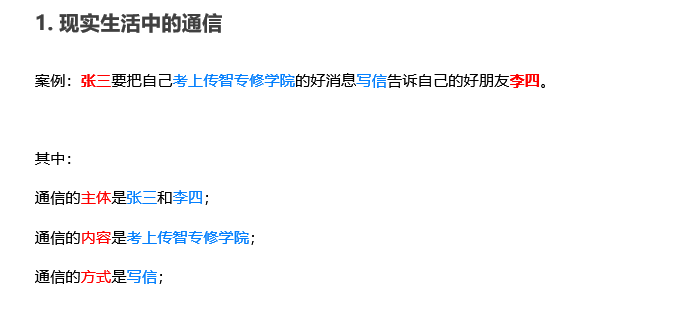 1. 现实生活中的通信
案例：张三要把自己考上传智专修学院的好消息写信告诉自己的好朋友李四。
其中：
通信的主体是张三和李四；
通信的内容是考上传智专修学院；
通信的方式是写信；